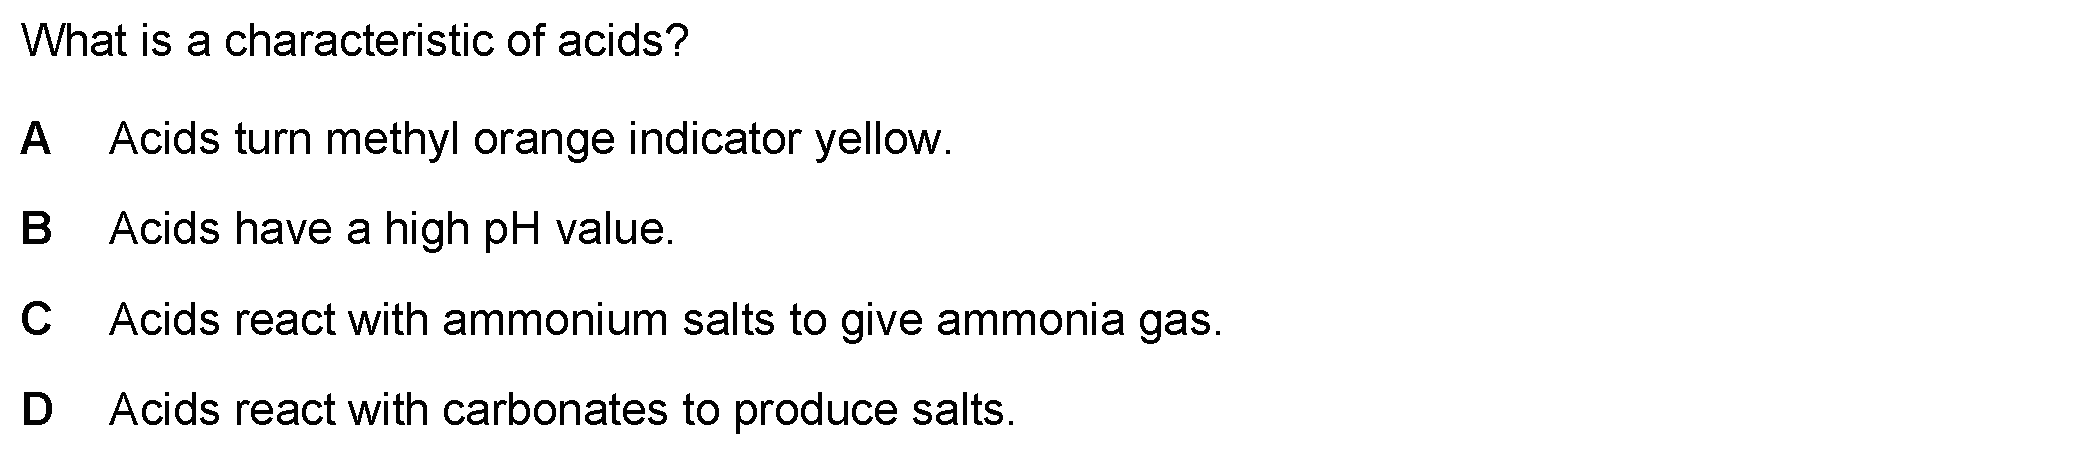 What is a characteristic of acids?
A Acids turn methyl orange indicator yellow.
B Acids have a high pH value.
C Acids react with ammonium salts to give ammonia gas.
D Acids react with carbonates to produce salts.